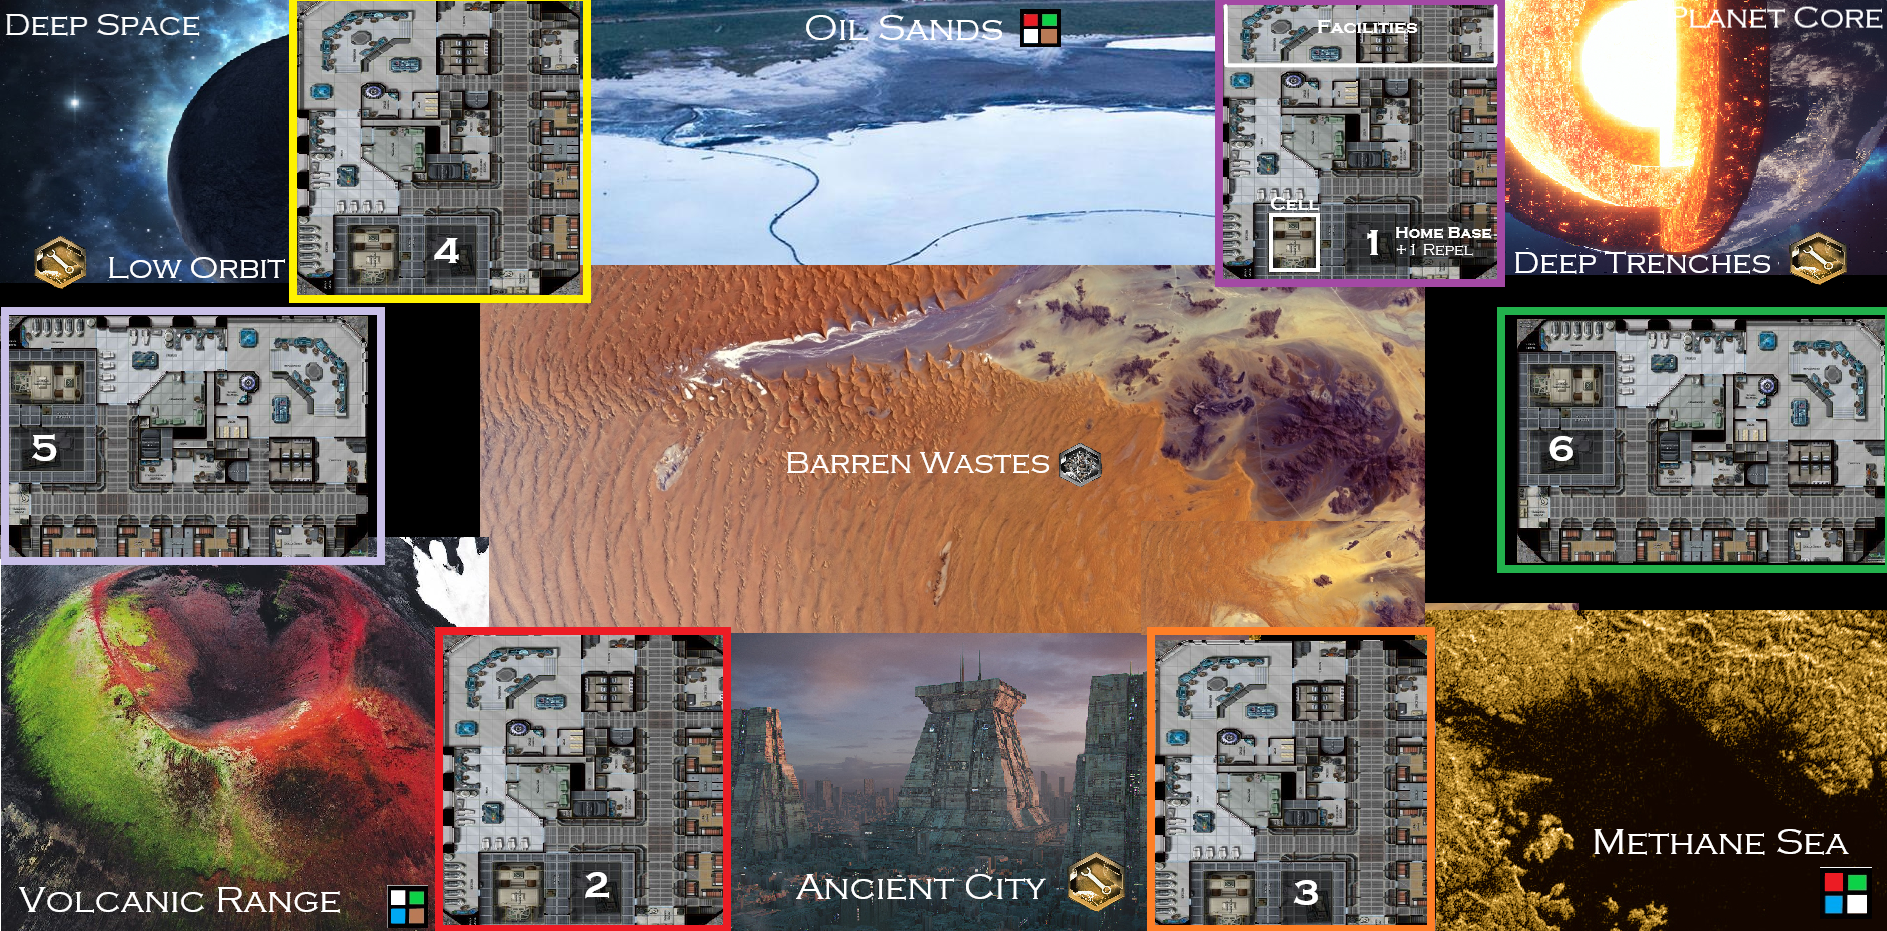 DEEP SPACE
OIL SANDS
FACILITIES
PLANET CORE
CELL
4
1
HOME BASE
+1 REPEL
LOW ORBIT
DEEP TRENCHES
5
BARREN WASTES
6
METHANE SEA
2
ANCIENT CITY
3
VOLCANIC RANGE